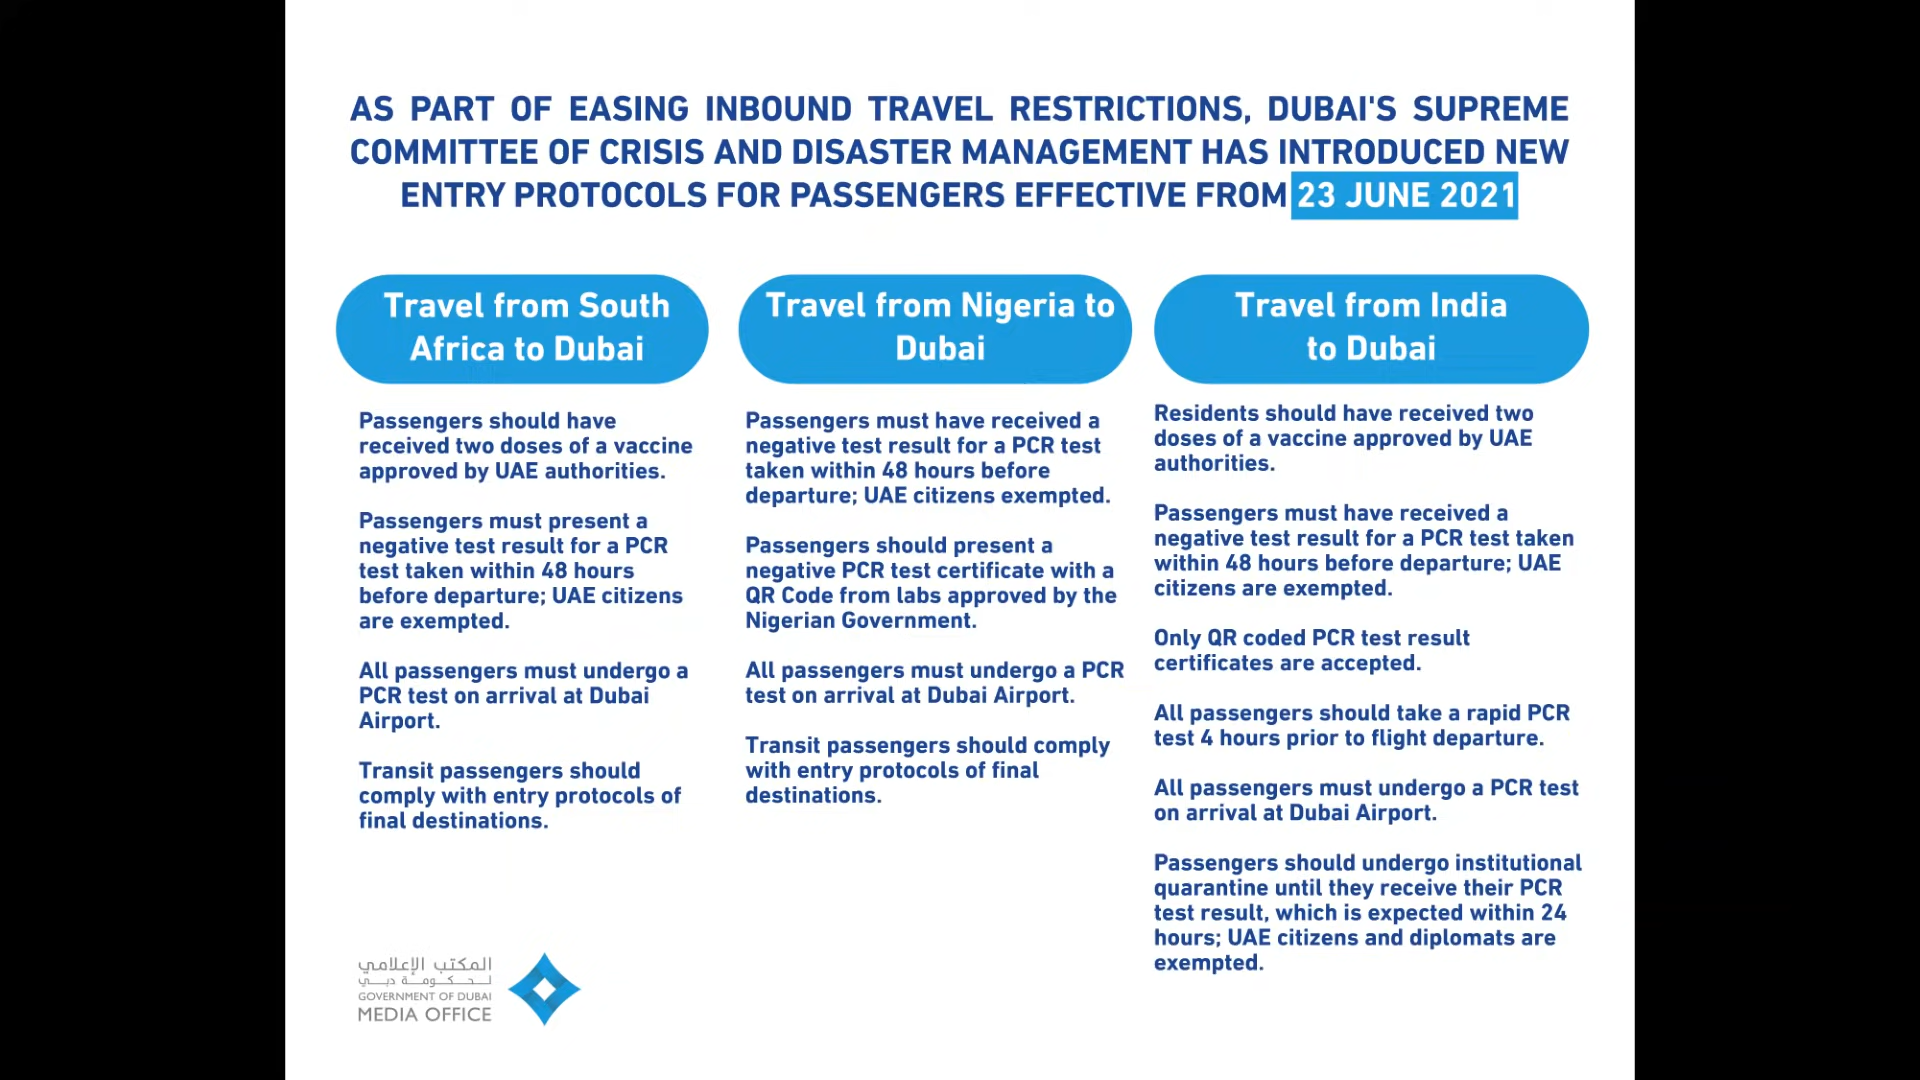 AS PART OF EASING INBOUND TRAVEL RESTRICTIONS, DUBAI'S SUPREME
COMMITTEE OF CRISIS AND DISASTER MANAGEMENT HAS INTRODUCED NEW
ENTRY PROTOCOLS FOR PASSENGERS EFFECTIVE FROM 23 JUNE 2021
Travel from South
Africa to Dubai
Passengers should have
received two doses of a vaccine
approved by UAE authorities.
Passengers must present a
negative test result for a PCR
test taken within 48 hours
before departure; UAE citizens
are exempted.
All passengers must undergo a
PCR test on arrival at Dubai
Airport.
Transit passengers should
comply with entry protocols of
final destinations.
Travel from Nigeria to
Dubai
Passengers must have received a
negative test result for a PCR test
taken within 48 hours before
departure; UAE citizens exempted.
Passengers should present a
negative PCR test certificate with a
QR Code from labs approved by the
Nigerian Government.
All passengers must undergo a PCR
test on arrival at Dubai Airport.
Transit passengers should comply
with entry protocols of final
destinations.
Travel from India
to Dubai
Residents should have received two
doses of a vaccine approved by UAE
authorities.
Passengers must have received a
negative test result for a PCR test taken
within 48 hours before departure; UAE
citizens are exempted.
Only QR coded PCR test result
certificates are accepted.
All passengers should take a rapid PCR
test 4 hours prior to flight departure.
All passengers must undergo a PCR test
on arrival at Dubai Airport.
Passengers should undergo institutional
quarantine until they receive their PCR
test result, which is expected within 24
hours; UAE citizens and diplomats are
exempted.
المكتب الإعلامي
لحكومة دبي
GOVERNMENT OF DUBAI
MEDIA OFFICE